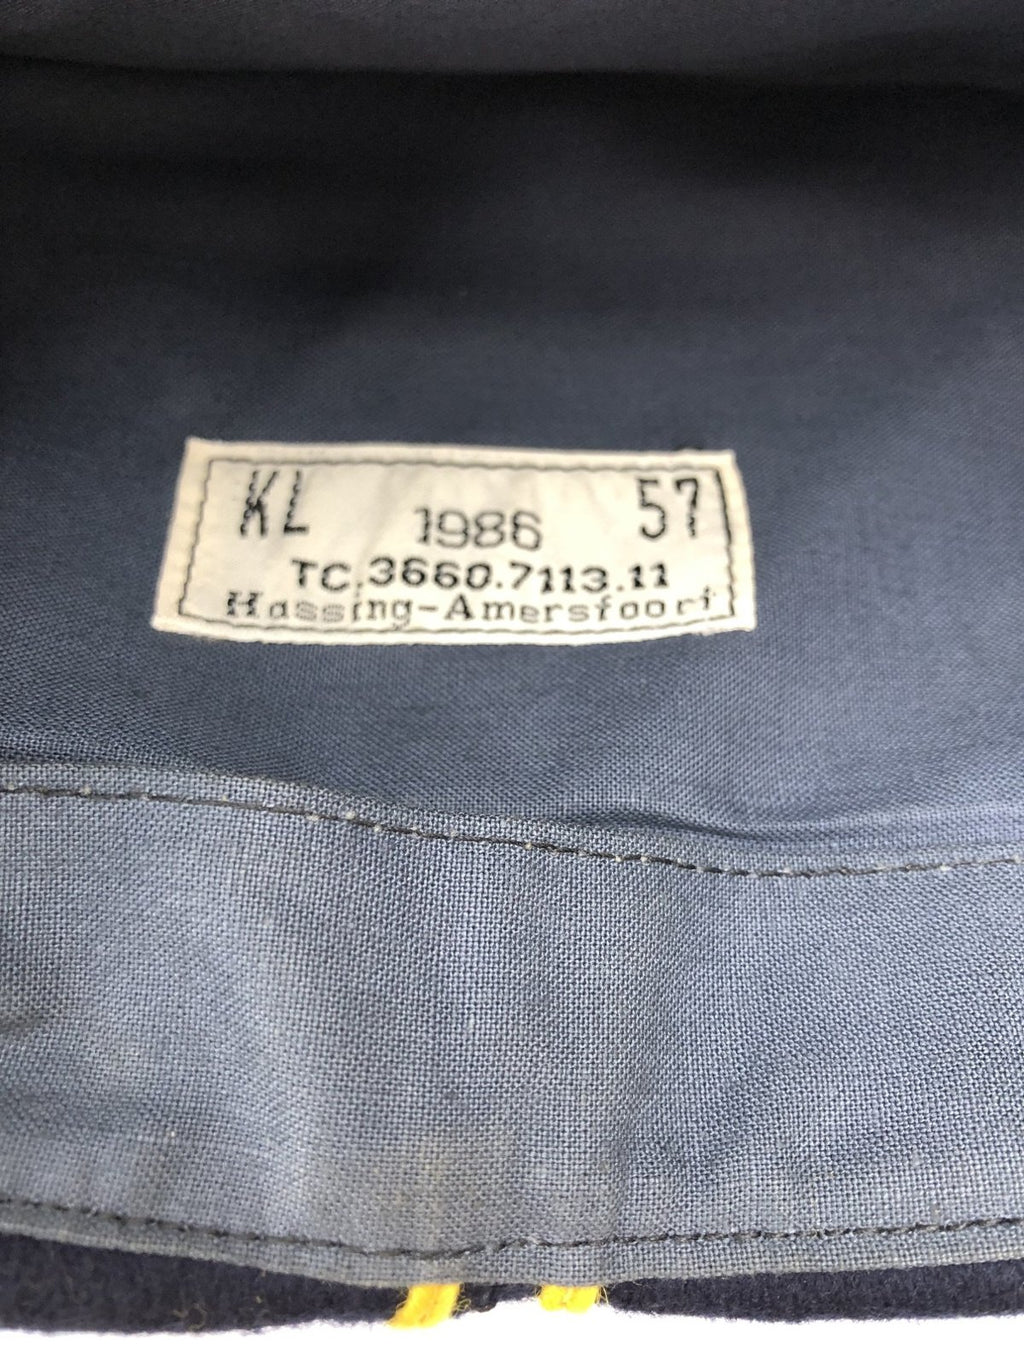 KL 1986 57
TC.3660.7113.11
Hassing-Amersfoort